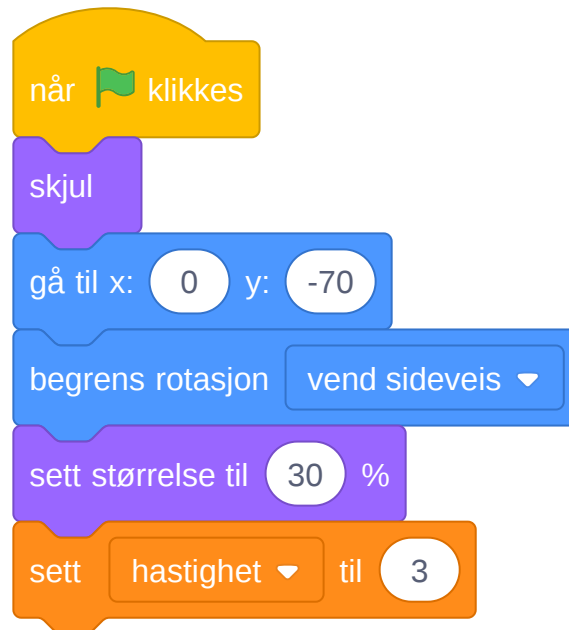 når klikkes
skjul
gå til x: 0 y: -70
begrens rotasjon vend sideveis
sett størrelse til 30 %
sett hastighet til 3